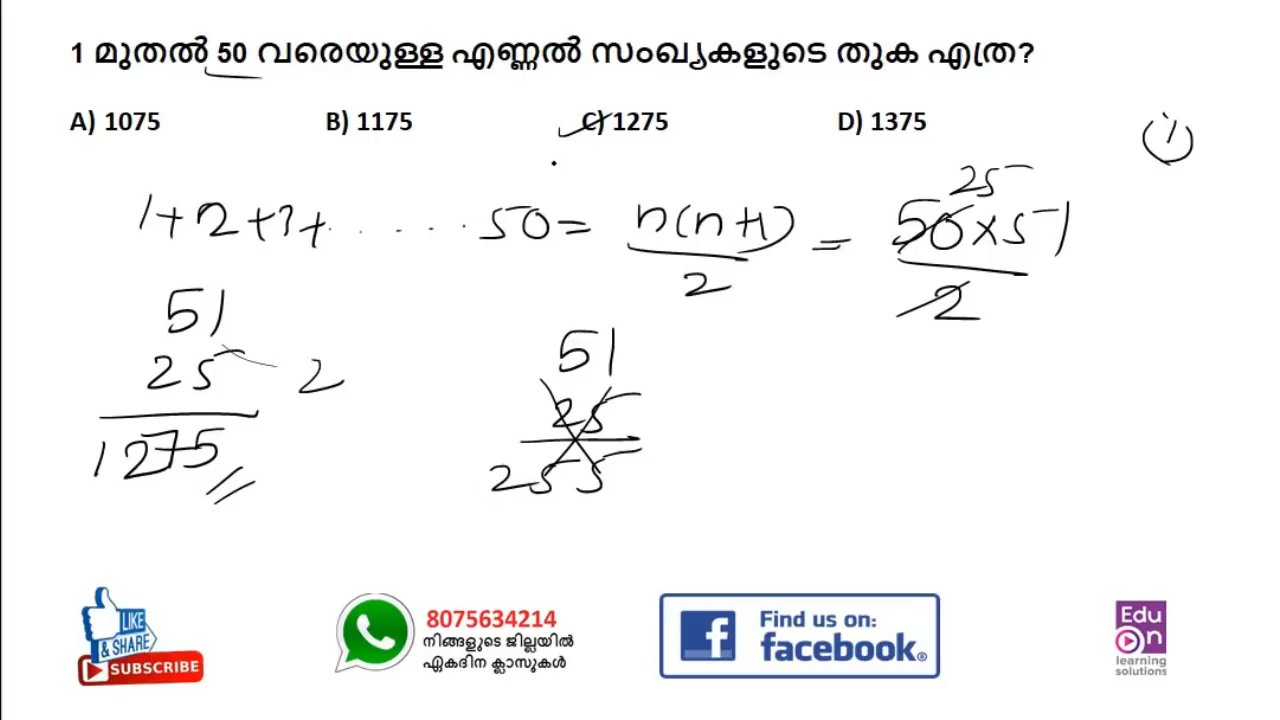 1 മുതൽ 50 വരെയുള്ള എണ്ണൽ സംഖ്യകളുടെ തുക എത്ര?
A) 1075 B) 1175 C) 1275 D) 1375
1
25
1+2+3+ ....... 50 = n(n+1) = 50×51
2 2
51
25 2
1275
51
25
255
LIKE
& SHARE
SUBSCRIBE
8075634214
നിങ്ങളുടെ ജില്ലയിൽ
ഏകദിന ക്ലാസുകൾ
f Find us on:
facebook®
Edu
On
learning
solutions